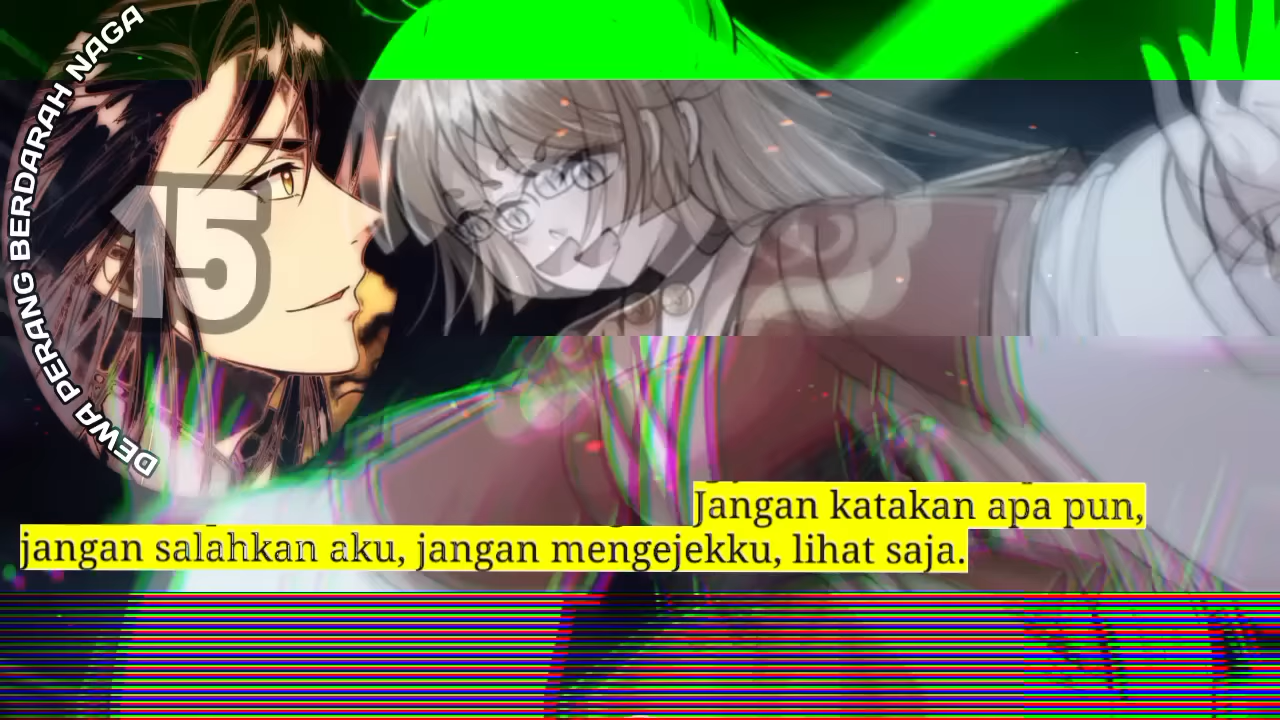 DEWA PERANG BERDARAH NAGA
15
Jangan katakan apa pun,
jangan salahkan aku, jangan mengejekku, lihat saja.